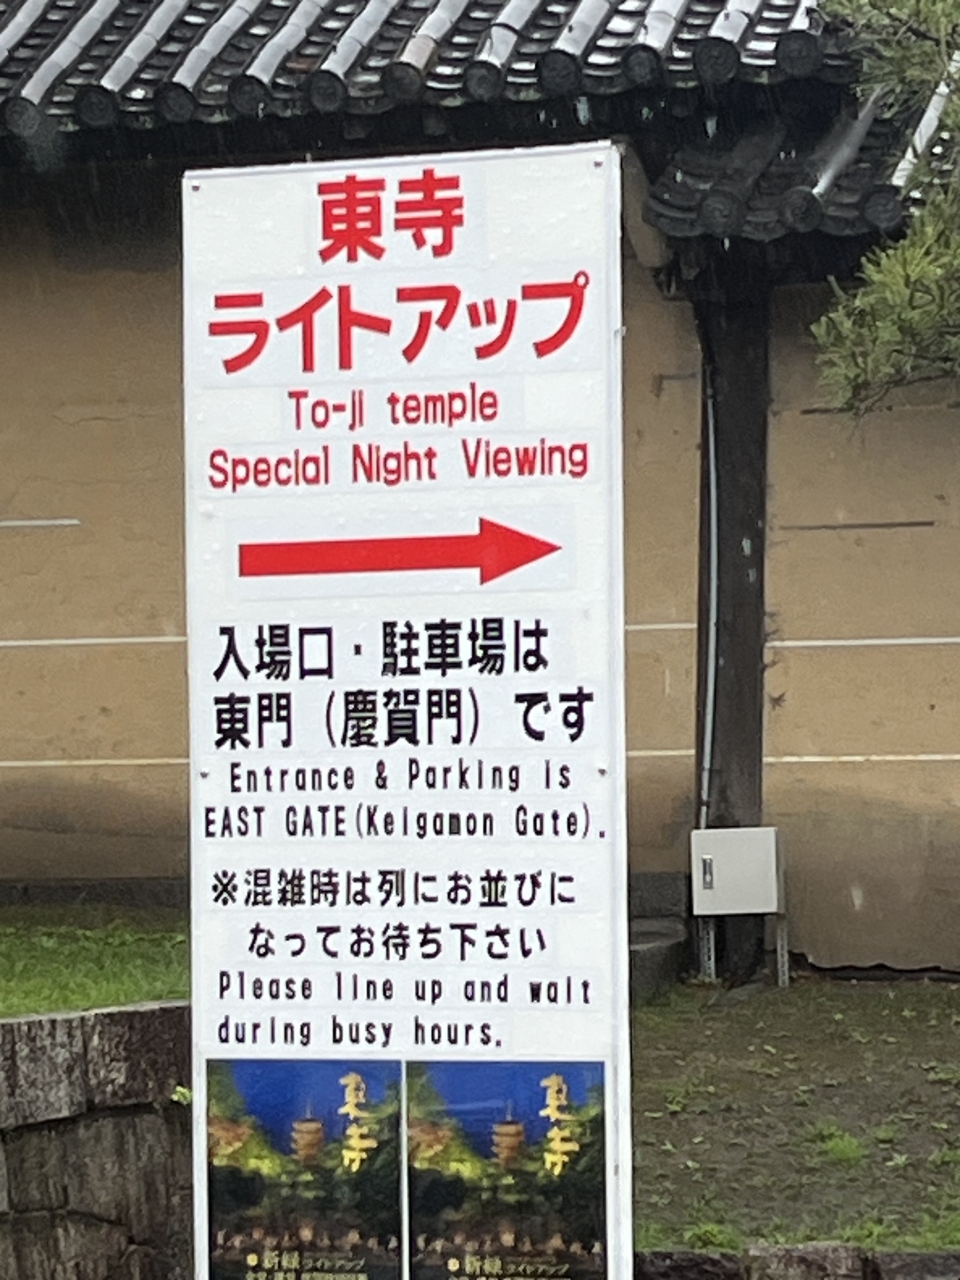 東寺
ライトアップ
To-ji temple
Special Night Viewing
入場口・駐車場は
東門（慶賀門）です
Entrance & Parking is
EAST GATE(Keigamon Gate).
※混雑時は列にお並びに
なってお待ち下さい
Please line up and wait
during busy hours.
東寺 東寺
新緑ライトアップ 新緑ライトアップ